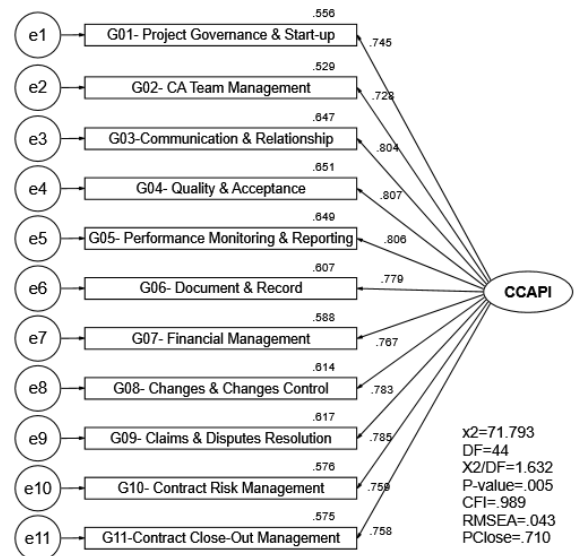 .556
e1 G01- Project Governance & Start-up .745
.529
e2 G02- CA Team Management .728
.647
e3 G03-Communication & Relationship .804
.651
e4 G04- Quality & Acceptance .807
.649
e5 G05- Performance Monitoring & Reporting .806
.607
e6 G06- Document & Record .779
CCAPI
.588
e7 G07- Financial Management .767
.614
e8 G08- Changes & Changes Control .783
.617
e9 G09- Claims & Disputes Resolution .785
.576
e10 G10- Contract Risk Management .759
.575
e11 G11-Contract Close-Out Management .758
x2=71.793
DF=44
X2/DF=1.632
P-value=.005
CFI=.989
RMSEA=.043
PClose=.710